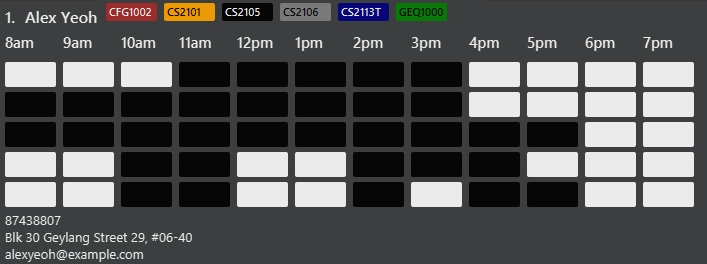 1. Alex Yeoh CFG1002 CS2101 CS2105 CS2106 CS2113T GEQ1000
8am 9am 10am 11am 12pm 1pm 2pm 3pm 4pm 5pm 6pm 7pm
87438807
Blk 30 Geylang Street 29, #06-40
alexyeoh@example.com